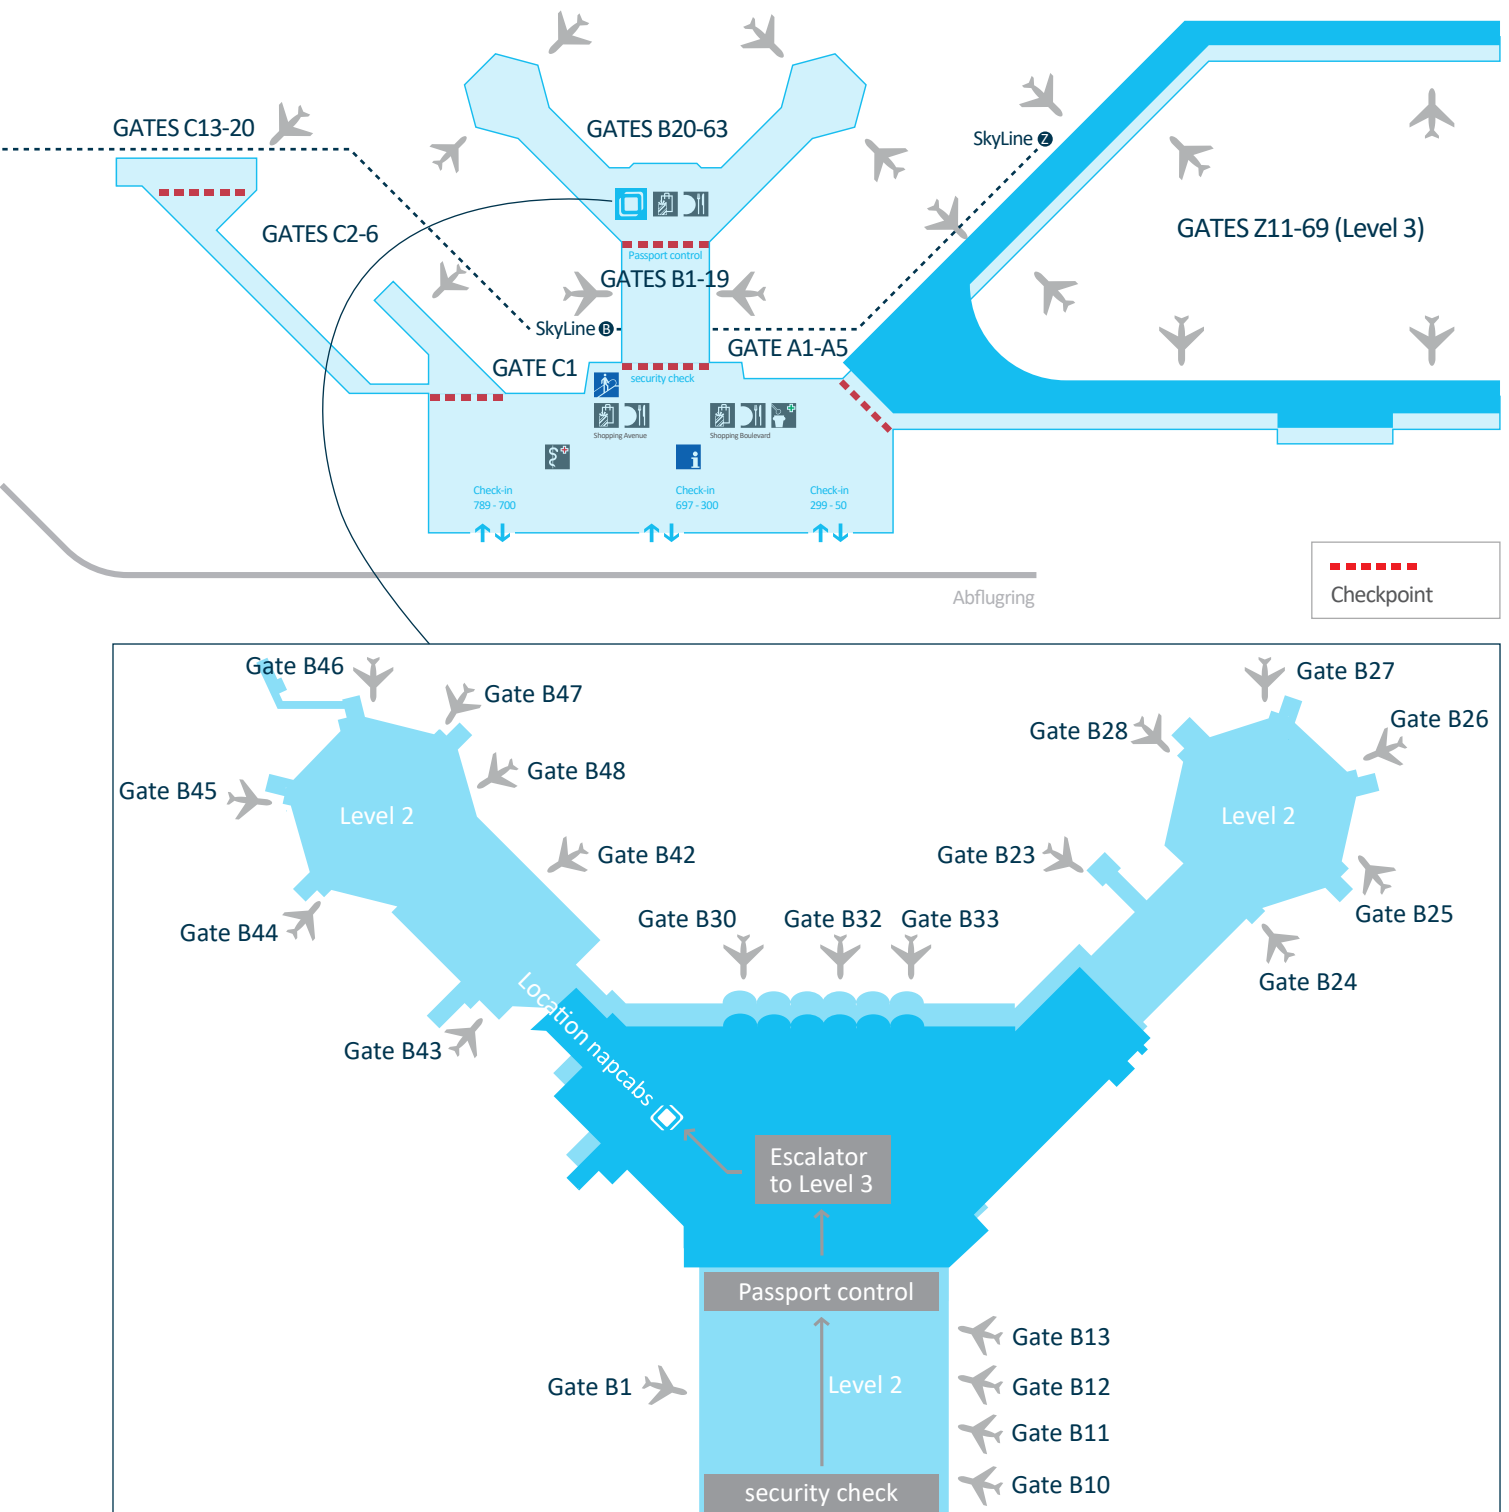 GATES C13-20
GATES B20-63
SkyLine Z
GATES C2-6
GATES Z11-69 (Level 3)
Passport control
GATES B1-19
SkyLine B
GATE A1-A5
GATE C1
security check
Shopping Avenue
Shopping Boulevard
i
Check-in
789 - 700
Check-in
697 - 300
Check-in
299 - 50
Abflugring
Checkpoint
Gate B46
Gate B47
Gate B27
Gate B28
Gate B26
Gate B45
Gate B48
Level 2
Level 2
Gate B42
Gate B23
Gate B44
Gate B30
Gate B32
Gate B33
Gate B25
Gate B24
Gate B43
Location napcabs
Escalator
to Level 3
Passport control
Gate B13
Gate B1
Level 2
Gate B12
Gate B11
Gate B10
security check